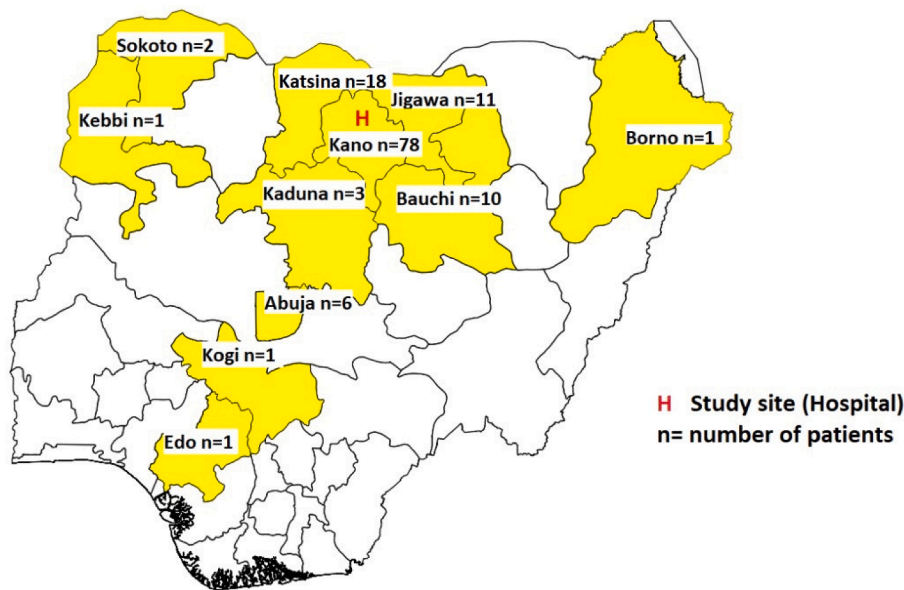 Sokoto n=2
Katsina n=18
Jigawa n=11
Kebbi n=1
H
Kano n=78
Borno n=1
Kaduna n=3
Bauchi n=10
Abuja n=6
Kogi n=1
Edo n=1
H Study site (Hospital)
n= number of patients